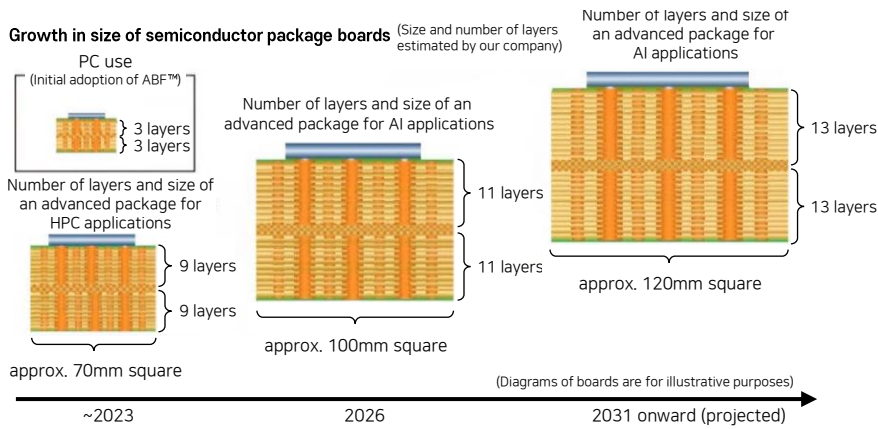 Growth in size of semiconductor package boards
(Size and number of layers
estimated by our company)
PC use
(Initial adoption of ABF™)
3 layers
3 layers
Number of layers and size of
an advanced package for
HPC applications
9 layers
9 layers
approx. 70mm square
Number of layers and size of an
advanced package for AI applications
11 layers
11 layers
approx. 100mm square
Number of layers and size of
an advanced package for
AI applications
13 layers
13 layers
approx. 120mm square
(Diagrams of boards are for illustrative purposes)
~2023
2026
2031 onward (projected)